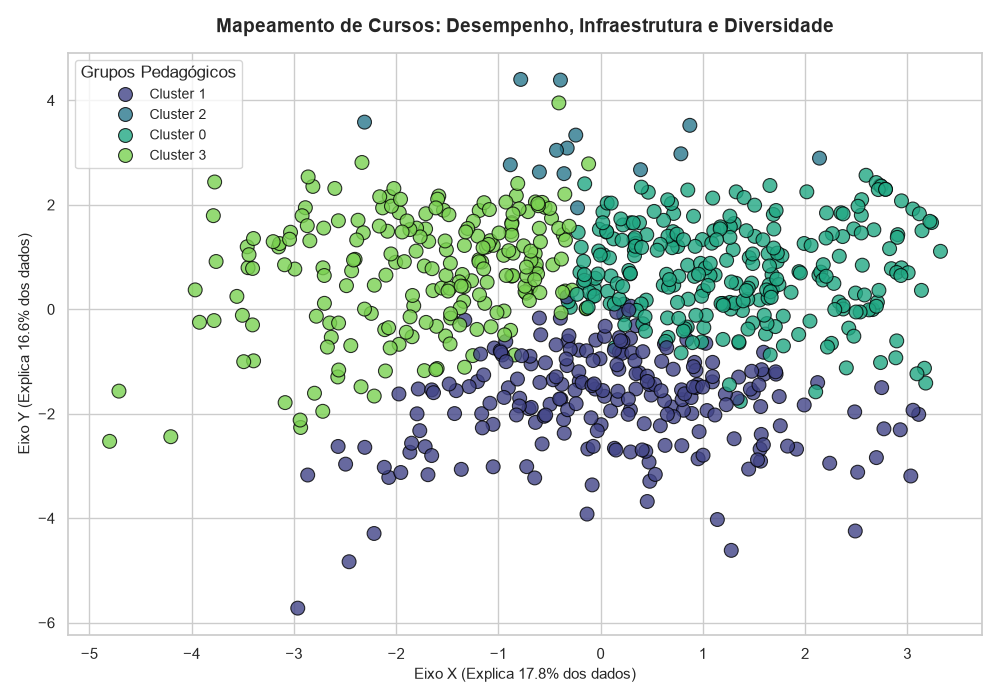 Mapeamento de Cursos: Desempenho, Infraestrutura e Diversidade
Grupos Pedagógicos
Cluster 1
Cluster 2
Cluster 0
Cluster 3
4
2
0
−2
−4
−6
Eixo Y (Explica 16.6% dos dados)
−5 −4 −3 −2 −1 0 1 2 3
Eixo X (Explica 17.8% dos dados)